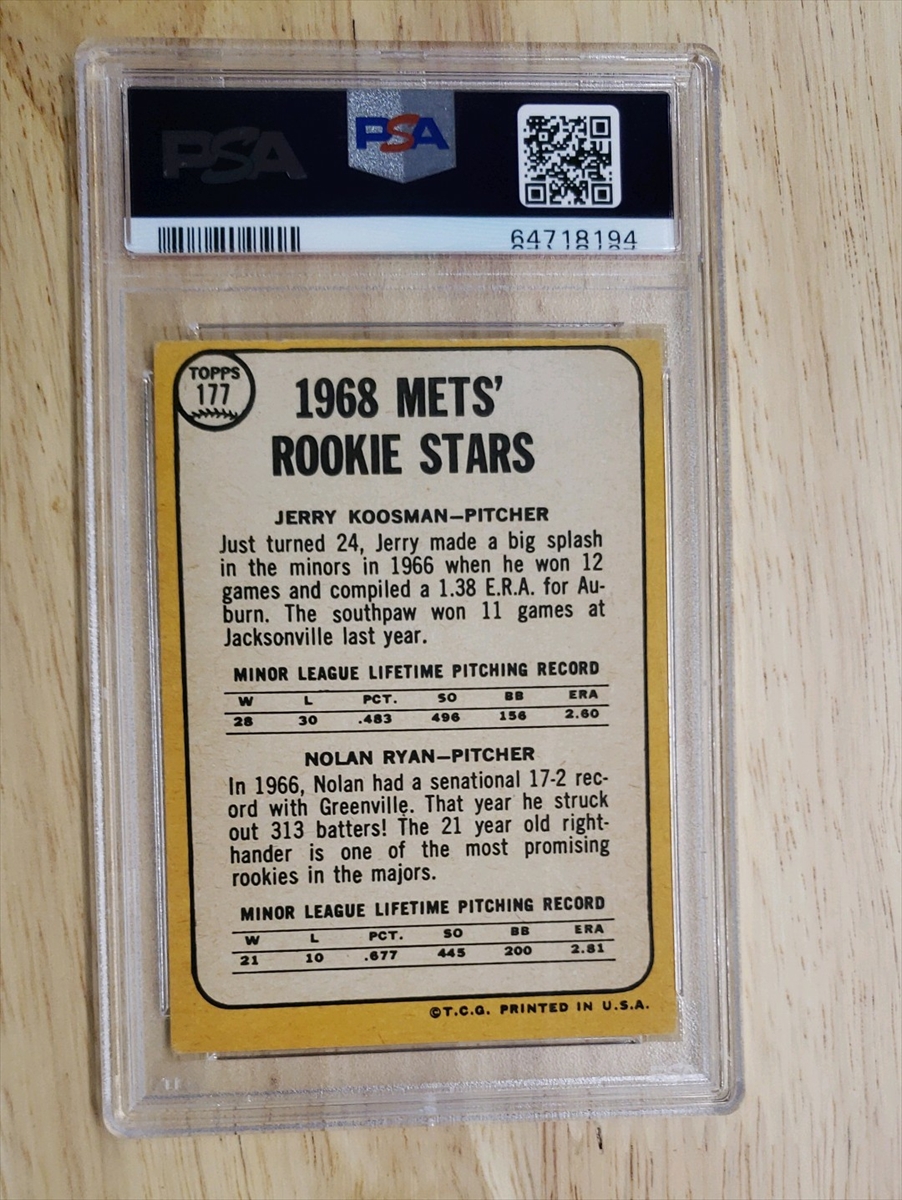 PSA
PSA
64718194
TOPPS
177
1968 METS'
ROOKIE STARS
JERRY KOOSMAN—PITCHER
Just turned 24, Jerry made a big splash
in the minors in 1966 when he won 12
games and compiled a 1.38 E.R.A. for Au-
burn. The southpaw won 11 games at
Jacksonville last year.
MINOR LEAGUE LIFETIME PITCHING RECORD
W L PCT. SO BB ERA
28 30 .483 496 156 2.60
NOLAN RYAN—PITCHER
In 1966, Nolan had a senational 17-2 rec-
ord with Greenville. That year he struck
out 313 batters! The 21 year old right-
hander is one of the most promising
rookies in the majors.
MINOR LEAGUE LIFETIME PITCHING RECORD
W L PCT. SO BB ERA
21 10 .677 445 200 2.81
©T.C.G. PRINTED IN U.S.A.